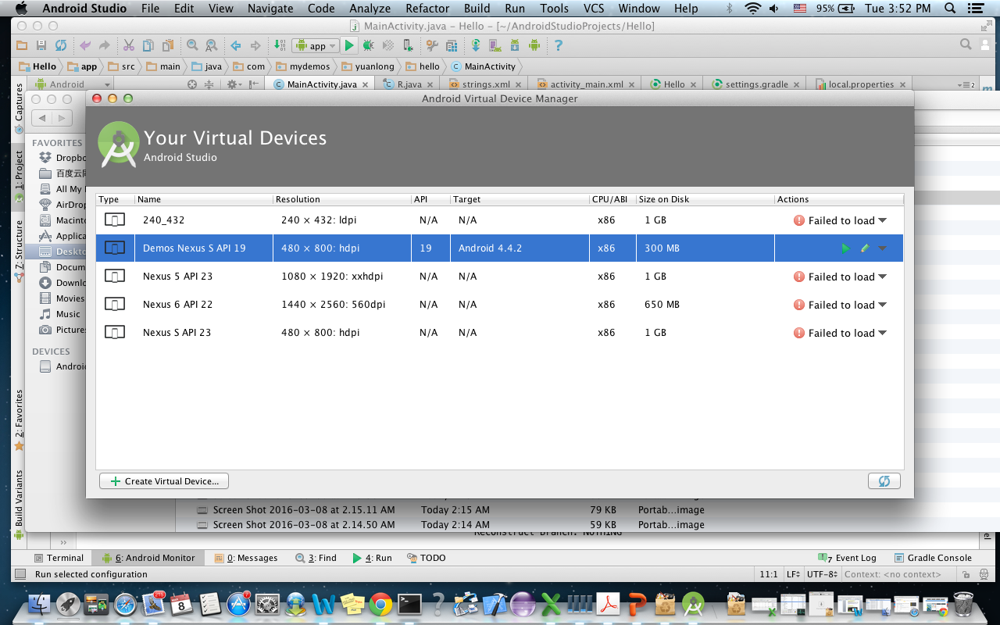 Android Studio File Edit View Navigate Code Analyze Refactor Build Run Tools VCS Window Help 95% Tue 3:52 PM
MainActivity.java - Hello - [~/AndroidStudioProjects/Hello]
app
Hello app src main java com mydemos yuanlong hello MainActivity
Android MainActivity.java R.java strings.xml activity_main.xml Hello settings.gradle local.properties
Captures
1: Project
Z: Structure
2: Favorites
Build Variants
Android Virtual Device Manager
Your Virtual Devices
Android Studio
FAVORITES
Dropbo
All My
AirDrop
Macint
Applica
Deskto
Docum
Downlo
Movies
Music
Picture
DEVICES
Androi
Type Name Resolution API Target CPU/ABI Size on Disk Actions
240_432 240 × 432: ldpi N/A N/A x86 1 GB Failed to load
Demos Nexus S API 19 480 × 800: hdpi 19 Android 4.4.2 x86 300 MB
Nexus 5 API 23 1080 × 1920: xxhdpi N/A N/A x86 1 GB Failed to load
Nexus 6 API 22 1440 × 2560: 560dpi N/A N/A x86 650 MB Failed to load
Nexus S API 23 480 × 800: hdpi N/A N/A x86 1 GB Failed to load
Create Virtual Device...
Screen Shot 2016-03-08 at 2.15.11 AM Today 2:15 AM 79 KB Portab...image
Screen Shot 2016-03-08 at 2.14.50 AM Today 2:14 AM 59 KB Portab...image
Terminal 6: Android Monitor 0: Messages 3: Find 4: Run TODO 7 Event Log Gradle Console
Run selected configuration 11:1 LF UTF-8 Context: <no context>